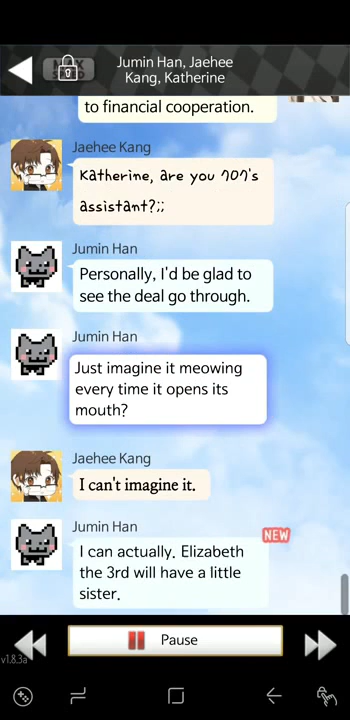 Jumin Han, Jaehee
Kang, Katherine
to financial cooperation.
Jaehee Kang
Katherine, are you 707's
assistant?;;
Jumin Han
Personally, I'd be glad to
see the deal go through.
Jumin Han
Just imagine it meowing
every time it opens its
mouth?
Jaehee Kang
I can't imagine it.
Jumin Han
NEW
I can actually. Elizabeth
the 3rd will have a little
sister.
Pause
v1.8.3a